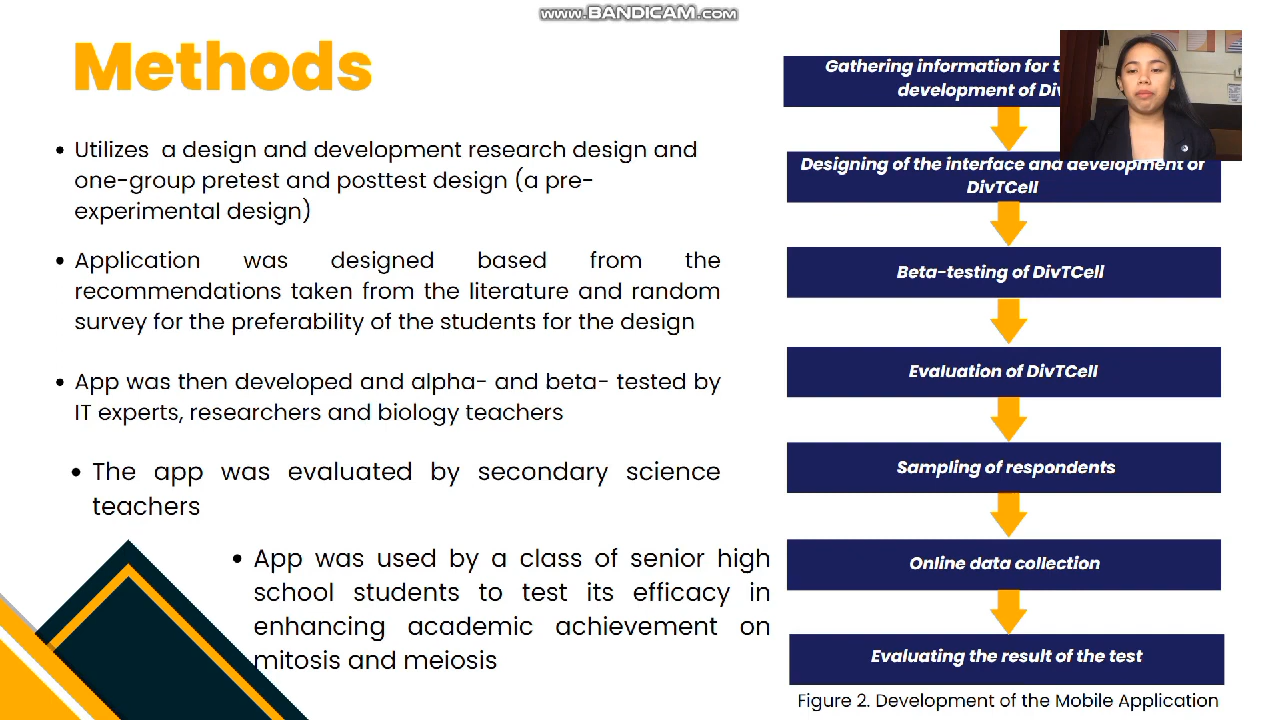 www.BANDICAM.com
Methods
• Utilizes a design and development research design and
one-group pretest and posttest design (a pre-
experimental design)
• Application was designed based from the
recommendations taken from the literature and random
survey for the preferability of the students for the design
• App was then developed and alpha- and beta- tested by
IT experts, researchers and biology teachers
• The app was evaluated by secondary science
teachers
• App was used by a class of senior high
school students to test its efficacy in
enhancing academic achievement on
mitosis and meiosis
Gathering information for
development of
Designing of the interface and development of
DivTCell
Beta-testing of DivTCell
Evaluation of DivTCell
Sampling of respondents
Online data collection
Evaluating the result of the test
Figure 2. Development of the Mobile Application